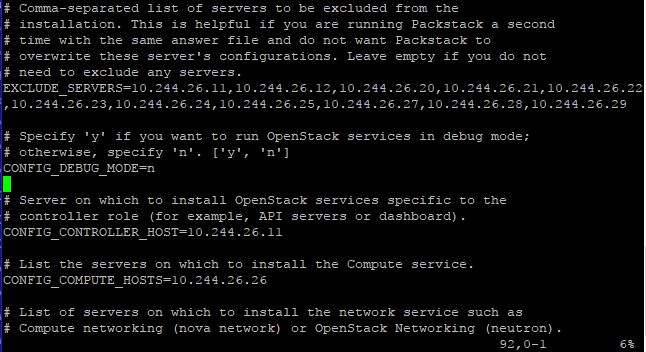 # Comma-separated list of servers to be excluded from the
# installation. This is helpful if you are running Packstack a second
# time with the same answer file and do not want Packstack to
# overwrite these server's configurations. Leave empty if you do not
# need to exclude any servers.
EXCLUDE_SERVERS=10.244.26.11,10.244.26.12,10.244.26.20,10.244.26.21,10.244.26.22
,10.244.26.23,10.244.26.24,10.244.26.25,10.244.26.27,10.244.26.28,10.244.26.29
# Specify 'y' if you want to run OpenStack services in debug mode;
# otherwise, specify 'n'. ['y', 'n']
CONFIG_DEBUG_MODE=n
# Server on which to install OpenStack services specific to the
# controller role (for example, API servers or dashboard).
CONFIG_CONTROLLER_HOST=10.244.26.11
# List the servers on which to install the Compute service.
CONFIG_COMPUTE_HOSTS=10.244.26.26
# List of servers on which to install the network service such as
# Compute networking (nova network) or OpenStack Networking (neutron).
92,0-1 6%